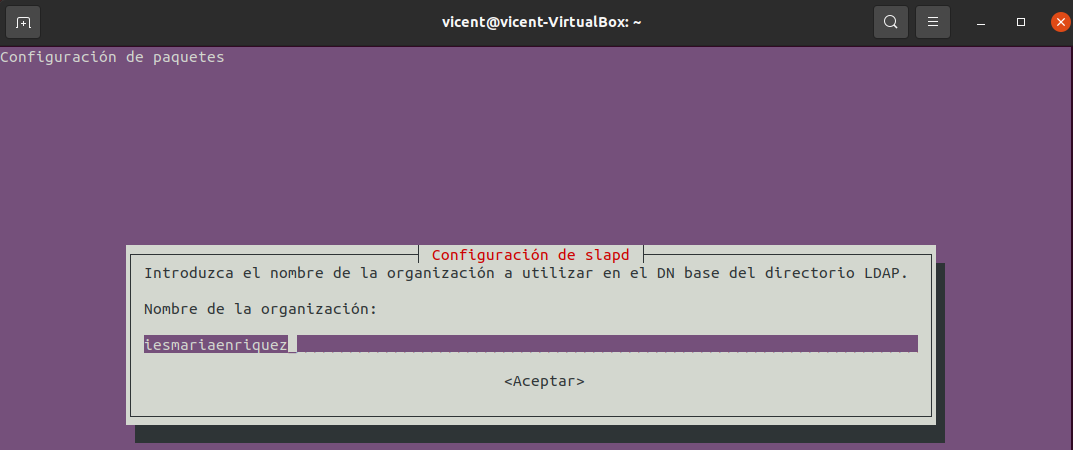 vicent@vicent-VirtualBox: ~
Configuración de paquetes
Configuración de slapd
Introduzca el nombre de la organización a utilizar en el DN base del directorio LDAP.
Nombre de la organización:
iesmariaenriquez
<Aceptar>